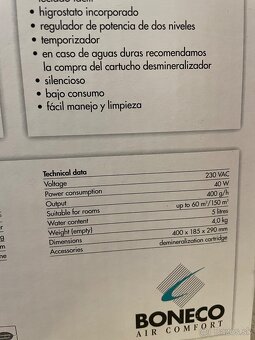 • higrostato incorporado
• regulador de potencia de dos niveles
• temporizador
• en caso de aguas duras recomendamos
la compra del cartucho desmineralizador
• silencioso
• bajo consumo
• fácil manejo y limpieza
Technical data
Voltage 230 VAC
Power consumption 40 W
Output 400 g/h
Suitable for rooms up to 60 m²/150 m³
Water content 5 litres
Weight (empty) 4,0 kg
Dimensions 400 x 185 x 290 mm
Accessories demineralization cartridge
BONECO
AIR COMFORT